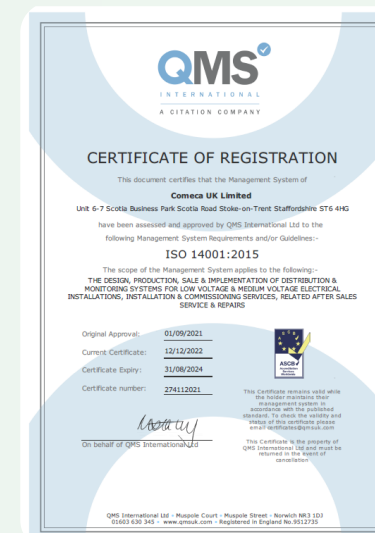 QMS
INTERNATIONAL
A CITATION COMPANY
CERTIFICATE OF REGISTRATION
This document certifies that the Management System of
Comeca UK Limited
Unit 6-7 Scotia Business Park Scotia Road Stoke-on-Trent Staffordshire ST6 4HG
have been assessed and approved by QMS International Ltd to the
following Management System Requirements and/or Guidelines:-
ISO 14001:2015
The scope of the Management System applies to the following:-
THE DESIGN, PRODUCTION, SALE & IMPLEMENTATION OF DISTRIBUTION &
MONITORING SYSTEMS FOR LOW VOLTAGE & MEDIUM VOLTAGE ELECTRICAL
INSTALLATIONS, INSTALLATION & COMMISSIONING SERVICES, RELATED AFTER SALES
SERVICE & REPAIRS
Original Approval: 01/09/2021
Current Certificate: 12/12/2022
Certificate Expiry: 31/08/2024
Certificate number: 274112021
On behalf of QMS International Ltd
ASCB
Accreditation
Services
Worldwide
This Certificate remains valid while
the holder maintains their
management system in
accordance with the published
standard. To check the validity and
status of this certificate please
email certificates@qmsuk.com
This Certificate is the property of
QMS International Ltd and must be
returned in the event of
cancellation
QMS International Ltd - Muspole Court - Muspole Street - Norwich NR3 1DJ
01603 630 345 - www.qmsuk.com - Registered in England No.9512735